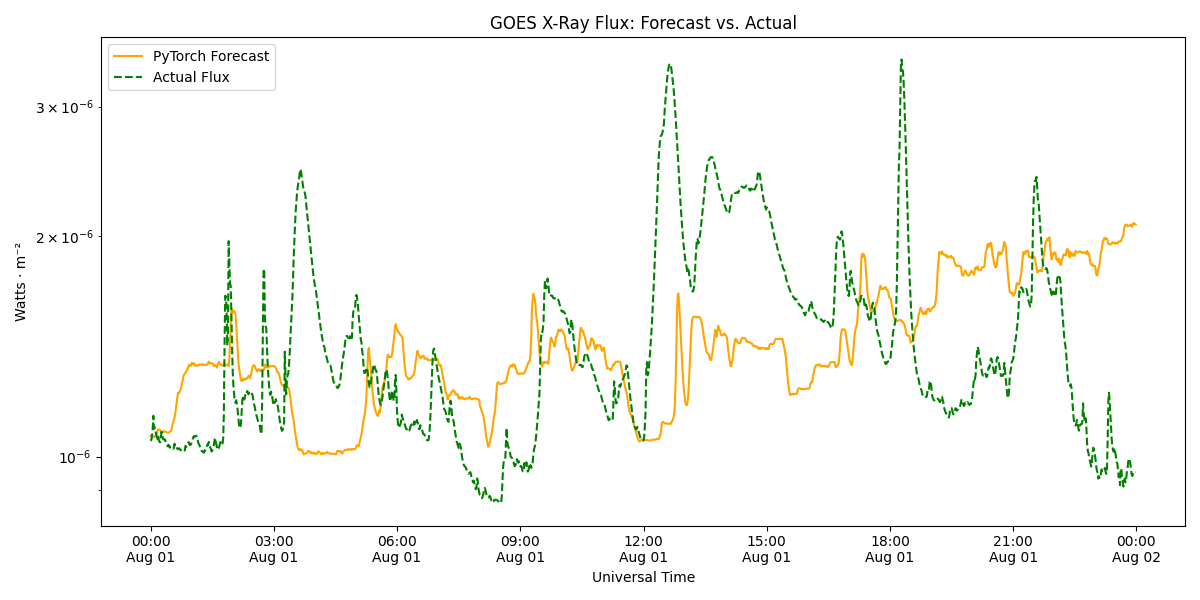 GOES X-Ray Flux: Forecast vs. Actual
PyTorch Forecast
Actual Flux
3 × 10⁻⁶
2 × 10⁻⁶
10⁻⁶
Watts · m⁻²
00:00 03:00 06:00 09:00 12:00 15:00 18:00 21:00 00:00
Aug 01 Aug 01 Aug 01 Aug 01 Aug 01 Aug 01 Aug 01 Aug 01 Aug 02
Universal Time